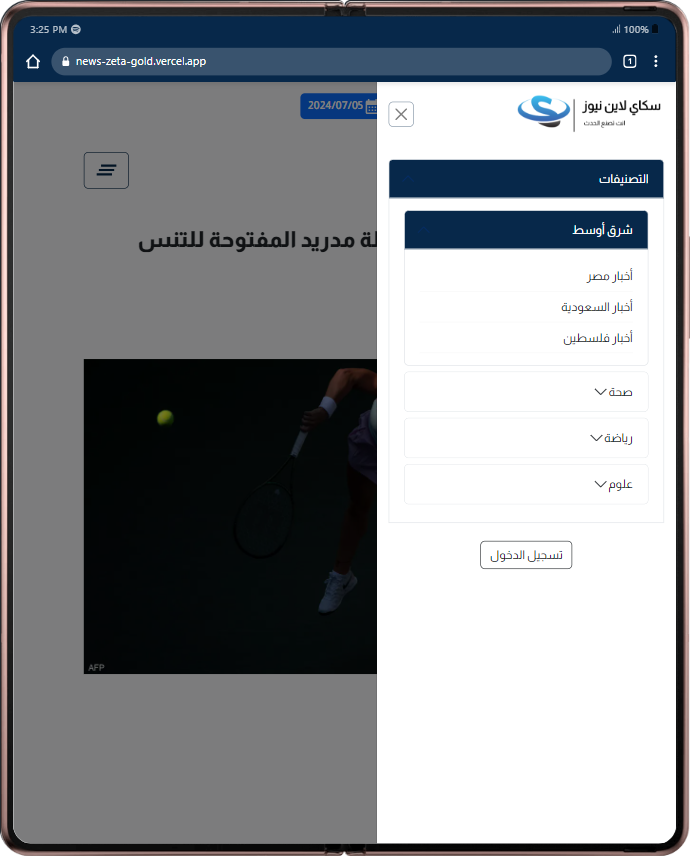 3:25 PM
100%
news-zeta-gold.vercel.app
1
2024/07/05
سكاي لاين نيوز
انت تصنع الحدث
التصنيفات
شرق أوسط
لة مدريد المفتوحة للتنس
أخبار مصر
أخبار السعودية
أخبار فلسطين
صحة
رياضة
علوم
تسجيل الدخول
AFP